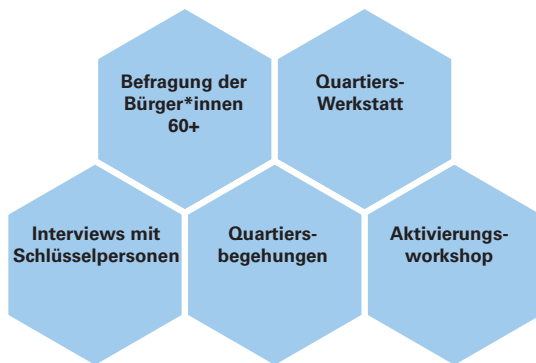 Befragung der
Bürger*innen
60+
Quartiers-
Werkstatt
Interviews mit
Schlüsselpersonen
Quartiers-
begehungen
Aktivierungs-
workshop